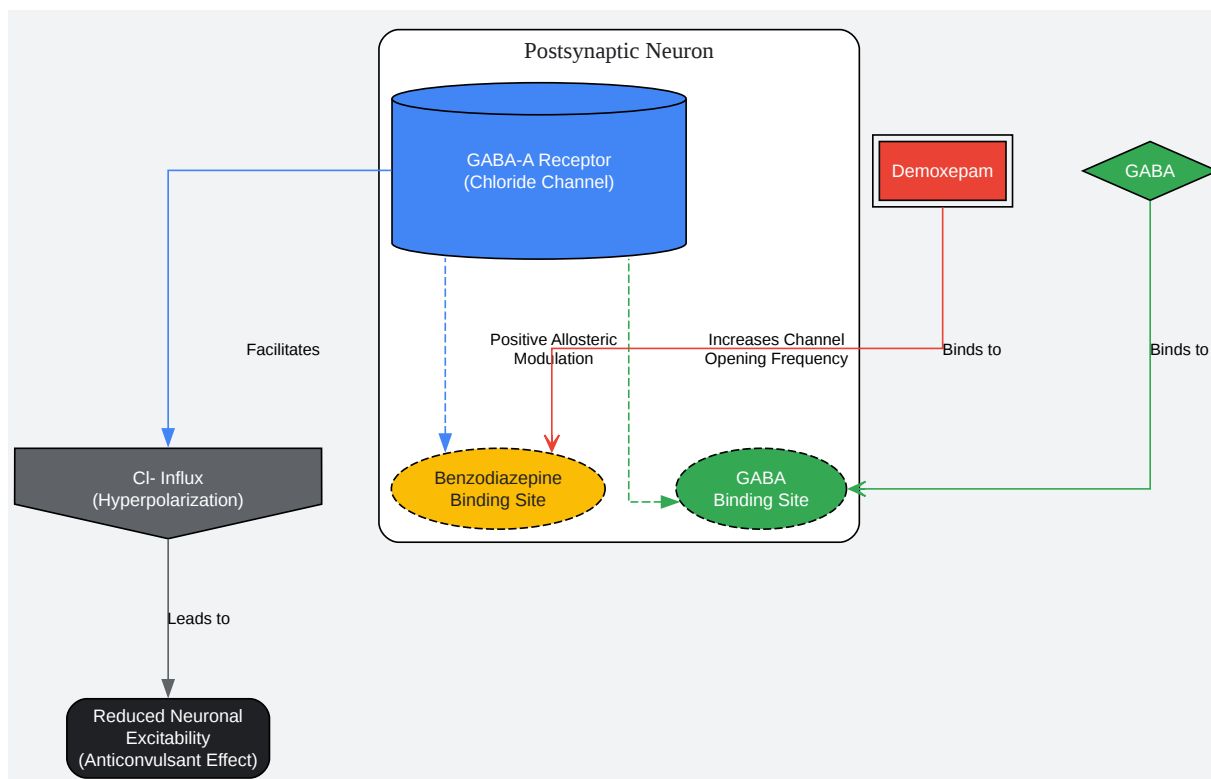 Postsynaptic Neuron
GABA-A Receptor
(Chloride Channel)
Demoxepam
GABA
Facilitates
Positive Allosteric
Modulation
Increases Channel
Opening Frequency
Binds to
Binds to
Cl- Influx
(Hyperpolarization)
Benzodiazepine
Binding Site
GABA
Binding Site
Leads to
Reduced Neuronal
Excitability
(Anticonvulsant Effect)